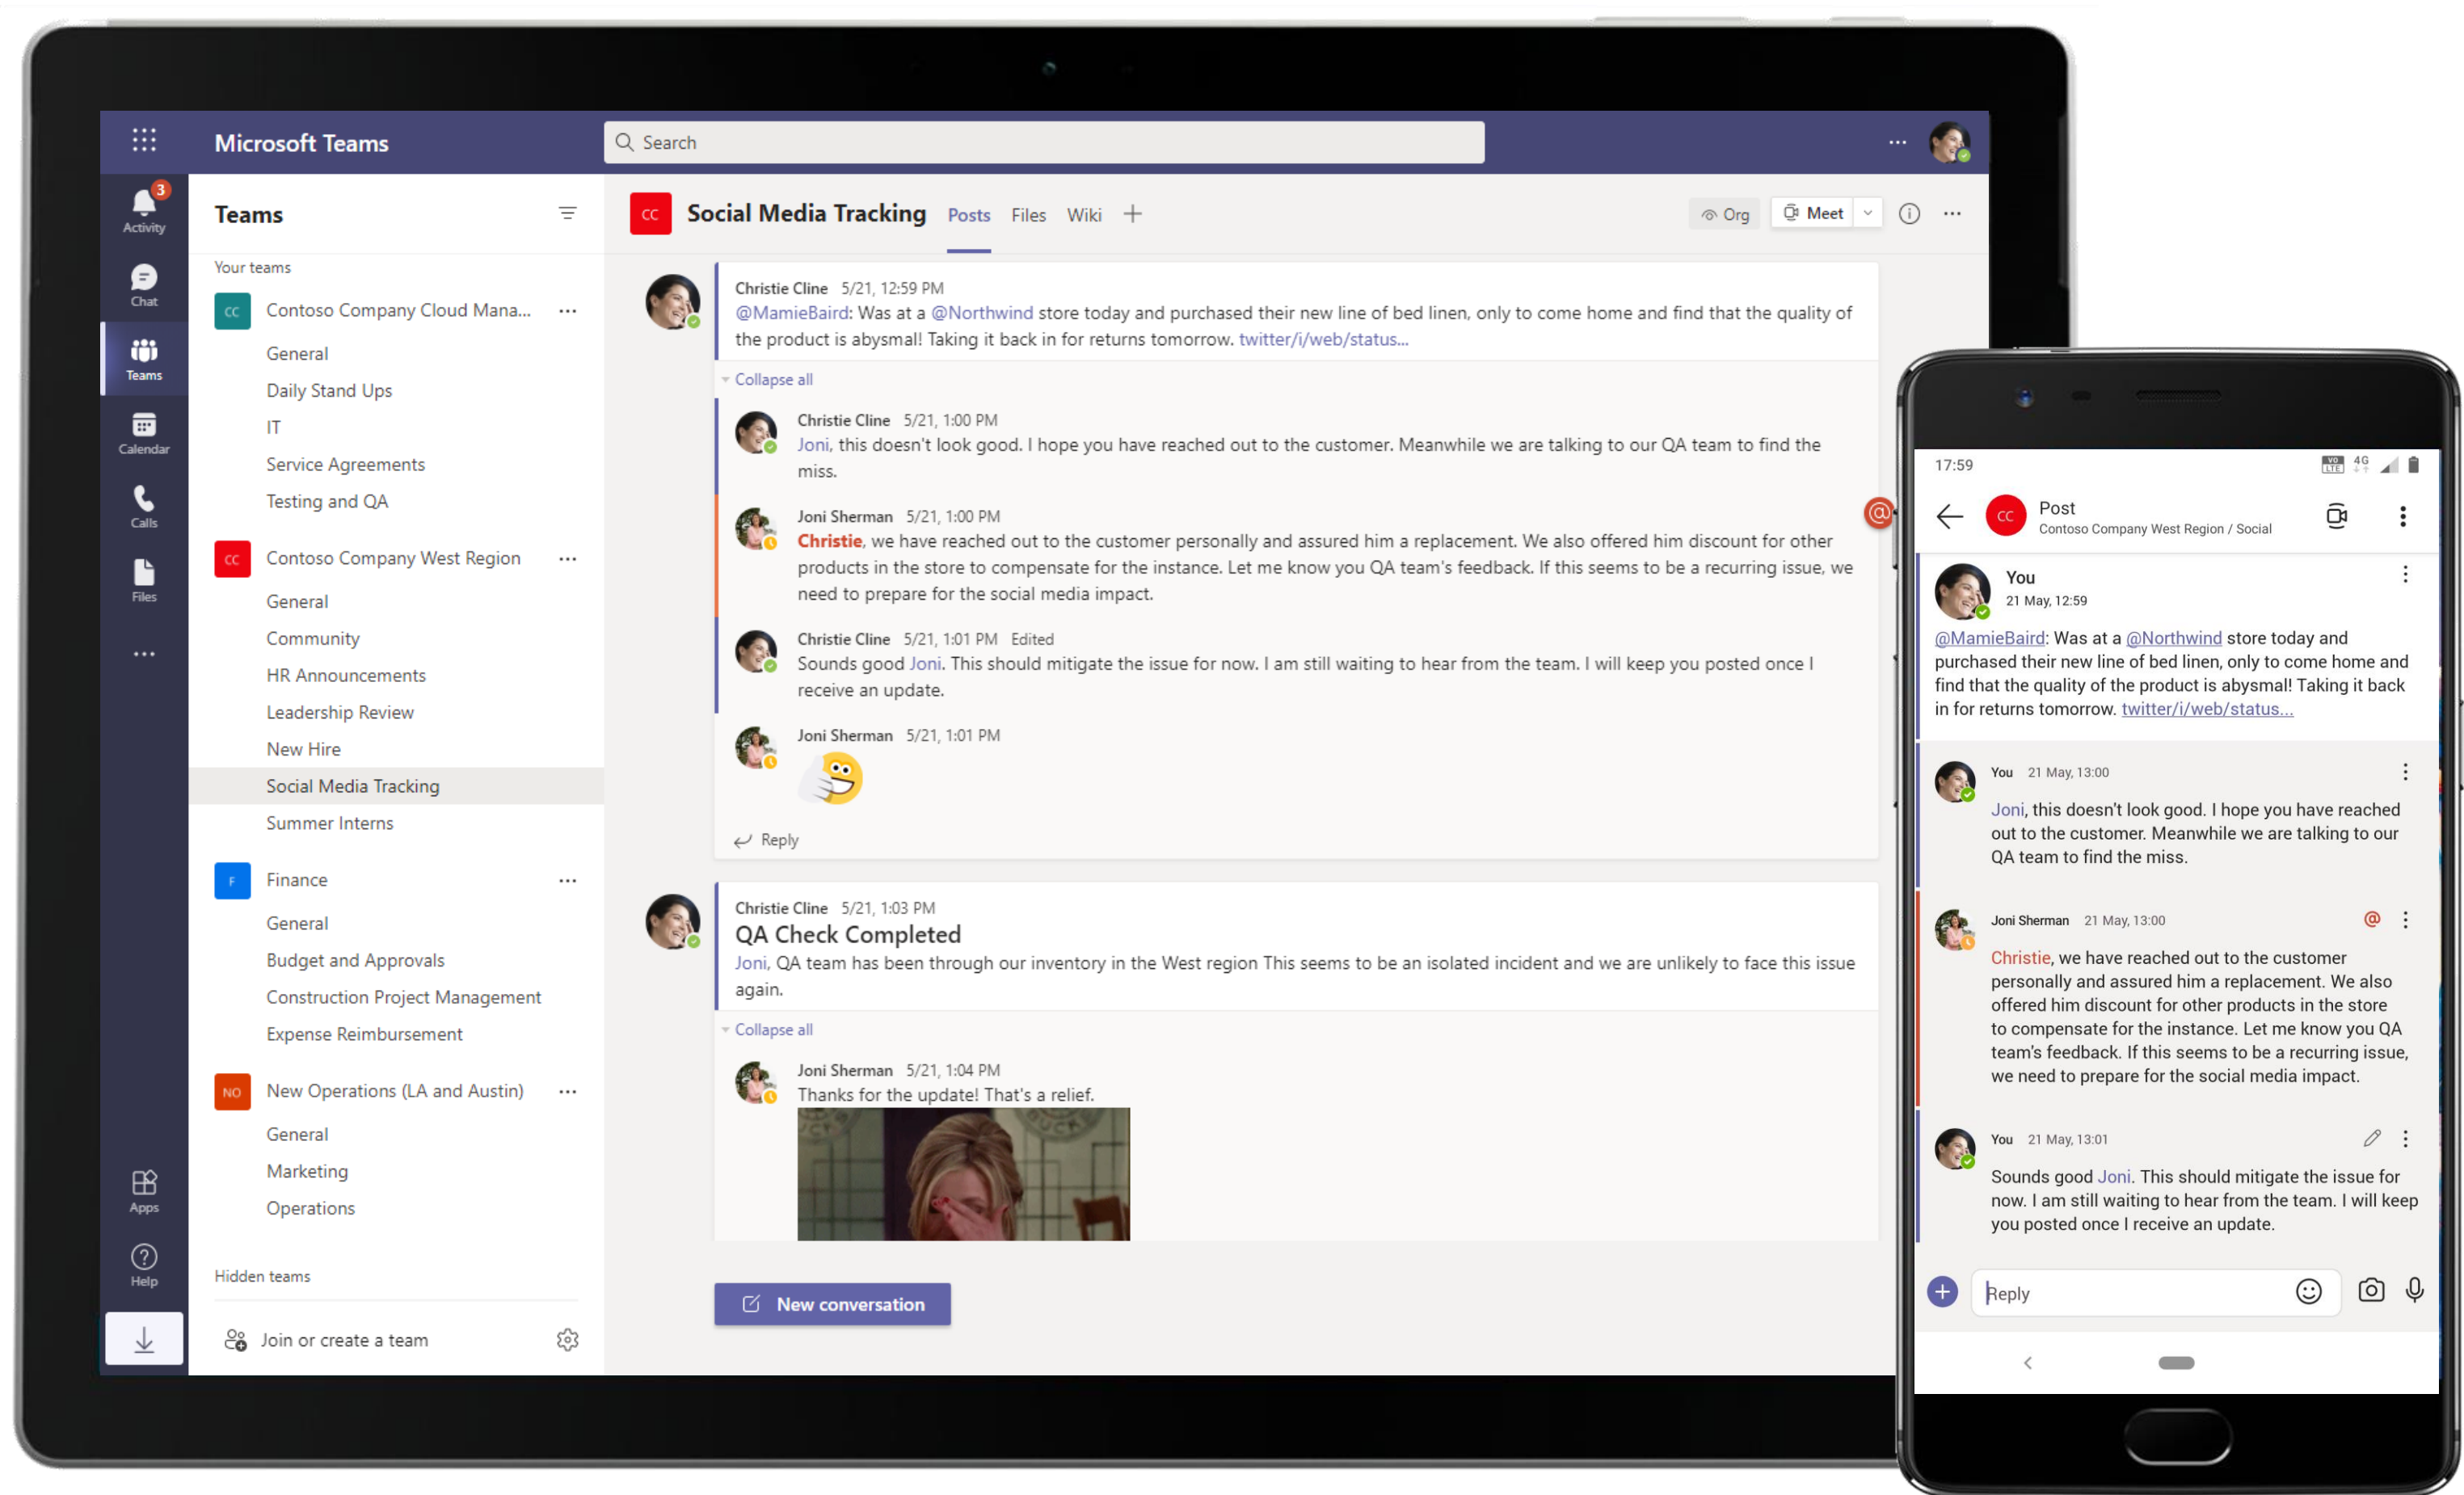 Microsoft Teams
Search
3
Activity
Chat
Teams
Calendar
Calls
Files
Apps
Help
Teams
Your teams
CC Contoso Company Cloud Mana...
General
Daily Stand Ups
IT
Service Agreements
Testing and QA
CC Contoso Company West Region
General
Community
HR Announcements
Leadership Review
New Hire
Social Media Tracking
Summer Interns
F Finance
General
Budget and Approvals
Construction Project Management
Expense Reimbursement
NO New Operations (LA and Austin)
General
Marketing
Operations
Hidden teams
Join or create a team
CC Social Media Tracking Posts Files Wiki
Org Meet
Christie Cline 5/21, 12:59 PM
@MamieBaird: Was at a @Northwind store today and purchased their new line of bed linen, only to come home and find that the quality of
the product is abysmal! Taking it back in for returns tomorrow. twitter/i/web/status...
Collapse all
Christie Cline 5/21, 1:00 PM
Joni, this doesn't look good. I hope you have reached out to the customer. Meanwhile we are talking to our QA team to find the
miss.
Joni Sherman 5/21, 1:00 PM
@
Christie, we have reached out to the customer personally and assured him a replacement. We also offered him discount for other
products in the store to compensate for the instance. Let me know you QA team's feedback. If this seems to be a recurring issue, we
need to prepare for the social media impact.
Christie Cline 5/21, 1:01 PM Edited
Sounds good Joni. This should mitigate the issue for now. I am still waiting to hear from the team. I will keep you posted once I
receive an update.
Joni Sherman 5/21, 1:01 PM
Reply
Christie Cline 5/21, 1:03 PM
QA Check Completed
Joni, QA team has been through our inventory in the West region This seems to be an isolated incident and we are unlikely to face this issue
again.
Collapse all
Joni Sherman 5/21, 1:04 PM
Thanks for the update! That's a relief.
New conversation
17:59
VO LTE 4G
CC Post
Contoso Company West Region / Social
You
21 May, 12:59
@MamieBaird: Was at a @Northwind store today and
purchased their new line of bed linen, only to come home and
find that the quality of the product is abysmal! Taking it back
in for returns tomorrow. twitter/i/web/status...
You 21 May, 13:00
Joni, this doesn't look good. I hope you have reached
out to the customer. Meanwhile we are talking to our
QA team to find the miss.
Joni Sherman 21 May, 13:00 @
Christie, we have reached out to the customer
personally and assured him a replacement. We also
offered him discount for other products in the store
to compensate for the instance. Let me know you QA
team's feedback. If this seems to be a recurring issue,
we need to prepare for the social media impact.
You 21 May, 13:01
Sounds good Joni. This should mitigate the issue for
now. I am still waiting to hear from the team. I will keep
you posted once I receive an update.
Reply